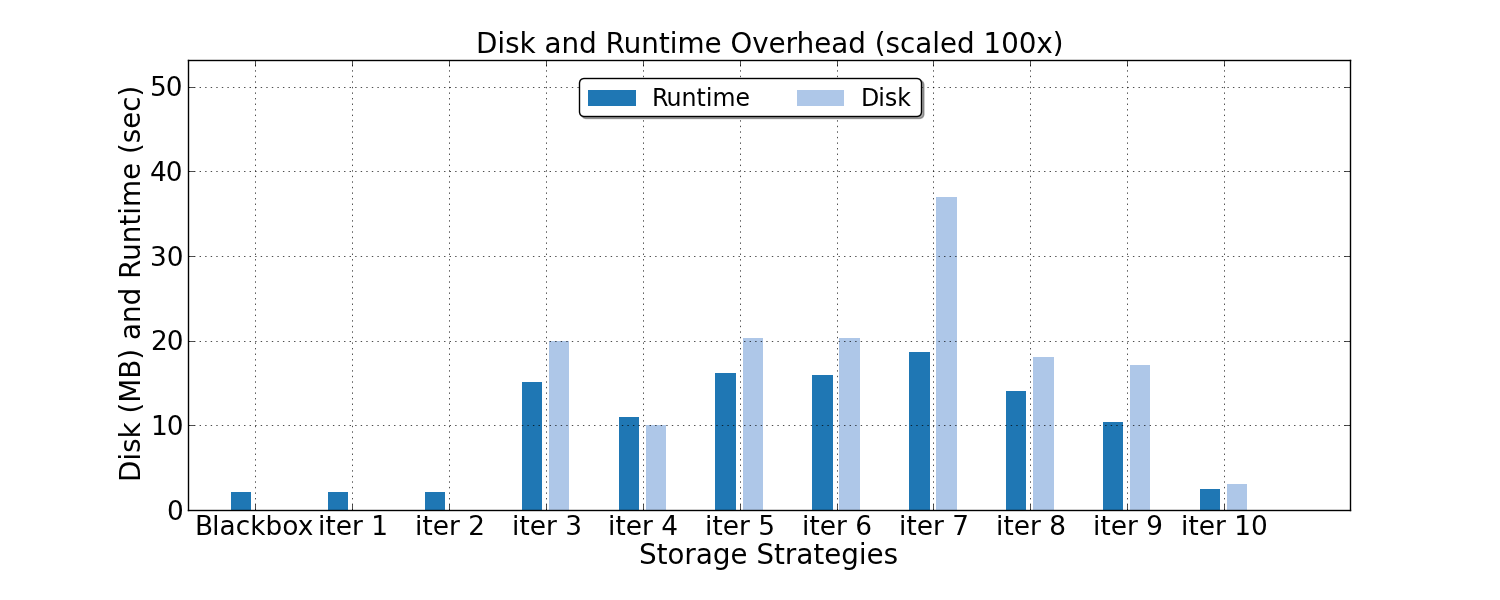 Disk and Runtime Overhead (scaled 100x)
Runtime Disk
Disk (MB) and Runtime (sec)
50
40
30
20
10
0
Blackbox iter 1 iter 2 iter 3 iter 4 iter 5 iter 6 iter 7 iter 8 iter 9 iter 10
Storage Strategies